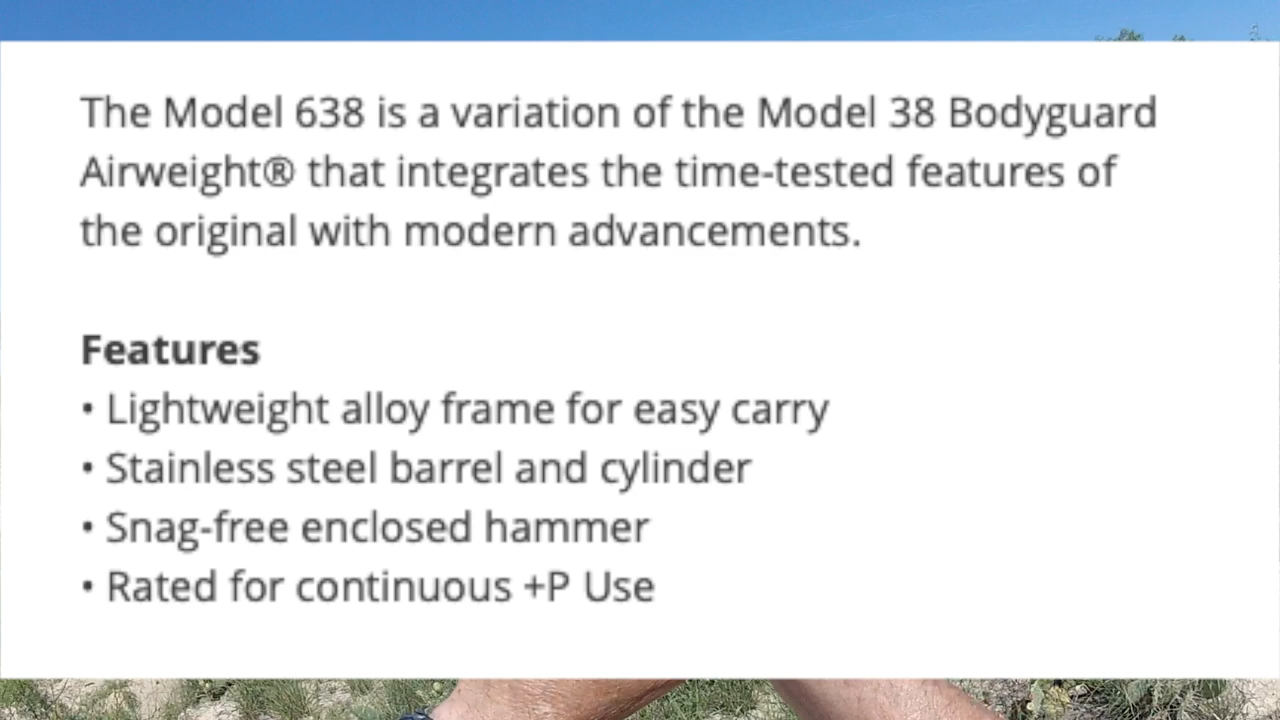 The Model 638 is a variation of the Model 38 Bodyguard
Airweight® that integrates the time-tested features of
the original with modern advancements.
Features
• Lightweight alloy frame for easy carry
• Stainless steel barrel and cylinder
• Snag-free enclosed hammer
• Rated for continuous +P Use